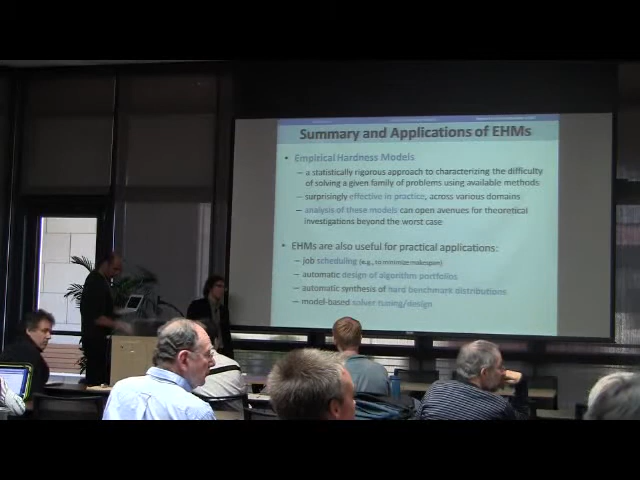 Summary and Applications of EHMs
• Empirical Hardness Models
– a statistically rigorous approach to characterizing the difficulty
of solving a given family of problems using available methods
– surprisingly effective in practice, across various domains
– analysis of these models can open avenues for theoretical
investigations beyond the worst case
• EHMs are also useful for practical applications:
– job scheduling (e.g., to minimize makespan)
– automatic design of algorithm portfolios
– automatic synthesis of hard benchmark distributions
– model-based solver tuning/design